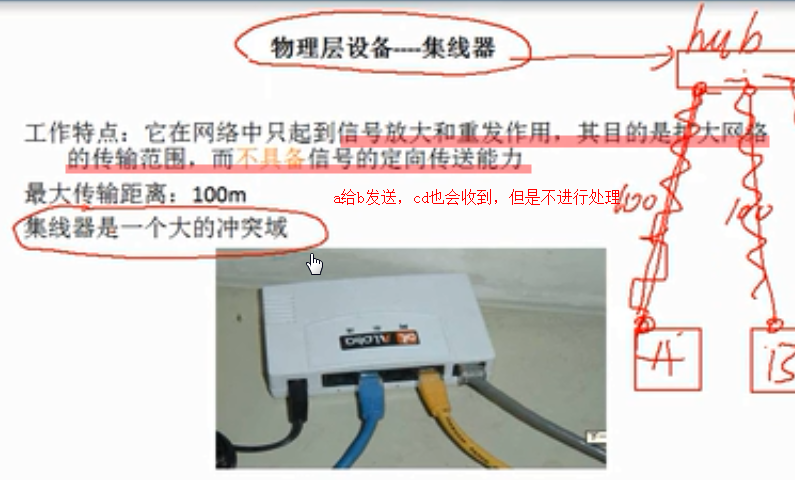 物理层设备----集线器
hub
工作特点：它在网络中只起到信号放大和重发作用，其目的是扩大网络
的传输范围，而不具备信号的定向传送能力
最大传输距离：100m
a给b发送，cd也会收到，但是不进行处理
100
100
集线器是一个大的冲突域
A
B